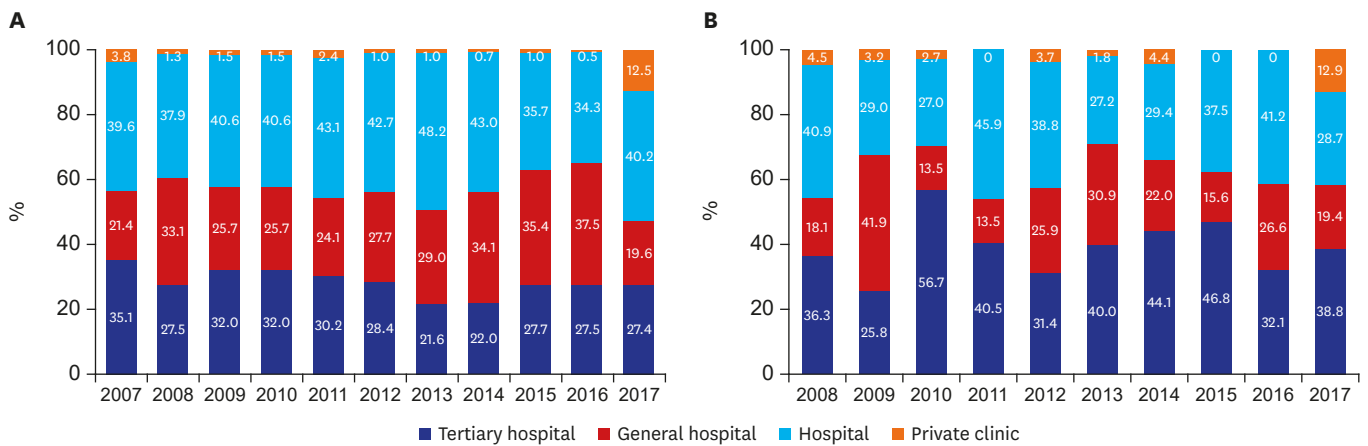 A
B
100
80
60
40
20
0
%
3.8 1.3 1.5 1.5 2.4 1.0 1.0 0.7 1.0 0.5 12.5
39.6 37.9 40.6 40.6 43.1 42.7 48.2 43.0 35.7 34.3 40.2
21.4 33.1 25.7 25.7 24.1 27.7 29.0 34.1 35.4 37.5 19.6
35.1 27.5 32.0 32.0 30.2 28.4 21.6 22.0 27.7 27.5 27.4
2007 2008 2009 2010 2011 2012 2013 2014 2015 2016 2017
100
80
60
40
20
0
%
4.5 3.2 2.7 0 3.7 1.8 4.4 0 0 12.9
40.9 29.0 27.0 45.9 38.8 27.2 29.4 37.5 41.2 28.7
18.1 41.9 13.5 13.5 25.9 30.9 22.0 15.6 26.6 19.4
36.3 25.8 56.7 40.5 31.4 40.0 44.1 46.8 32.1 38.8
2008 2009 2010 2011 2012 2013 2014 2015 2016 2017
Tertiary hospital General hospital Hospital Private clinic